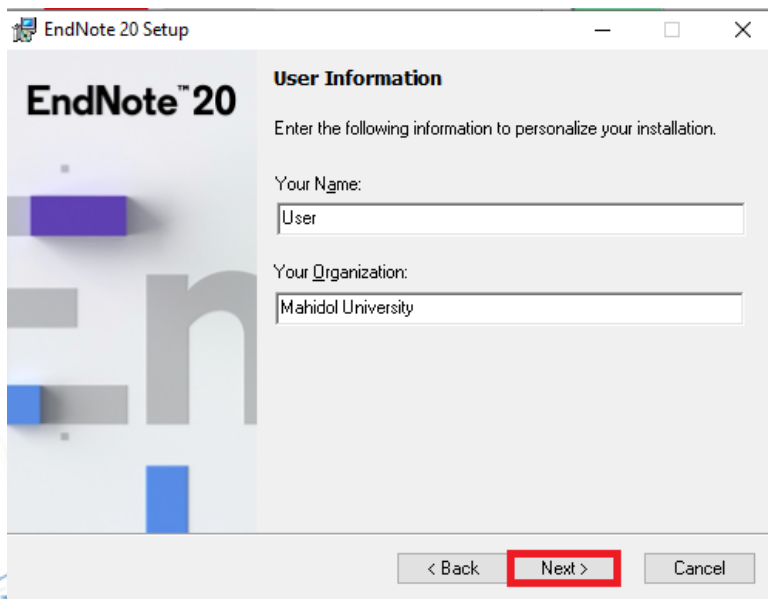 EndNote 20 Setup
EndNote™20
User Information
Enter the following information to personalize your installation.
Your Name:
User
Your Organization:
Mahidol University
< Back
Next >
Cancel